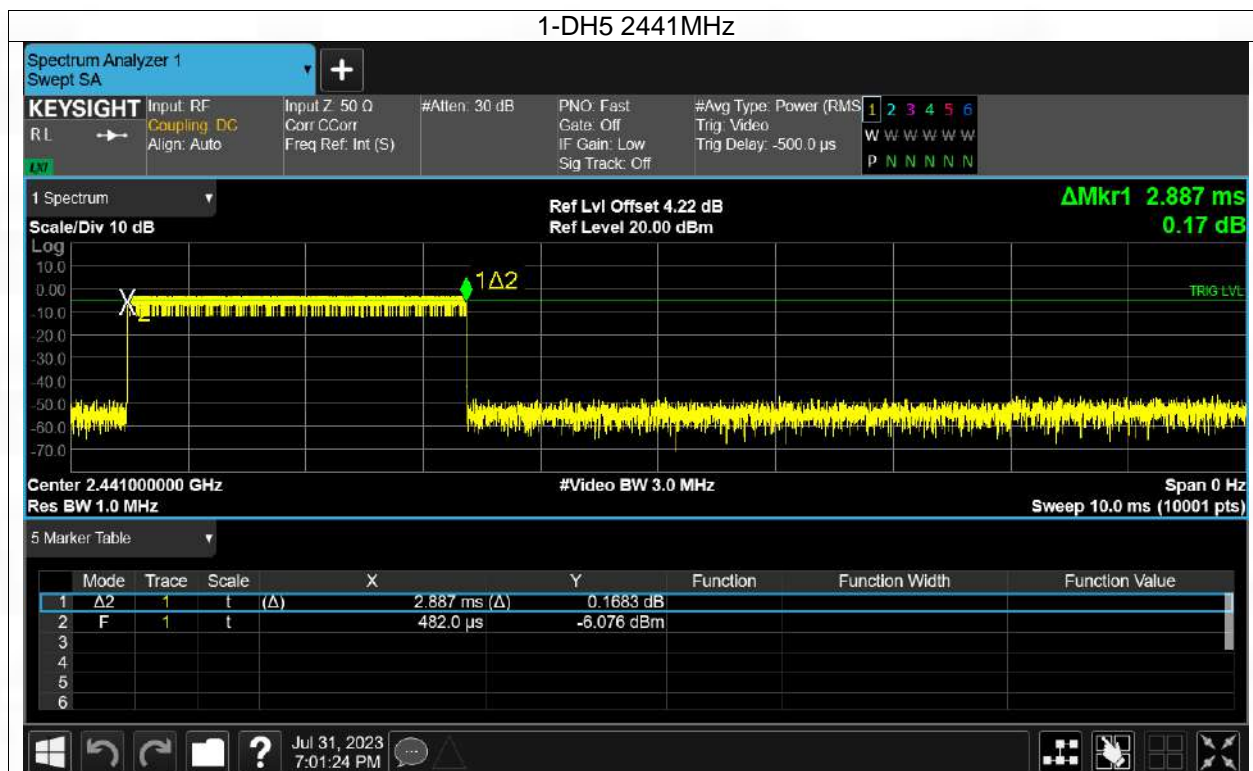 1-DH5 2441MHz
Spectrum Analyzer 1
Swept SA
+
KEYSIGHT Input: RF Input Z: 50 Ω #Atten: 30 dB PNO: Fast #Avg Type: Power (RMS 1 2 3 4 5 6
RL Coupling: DC Corr CCorr Gate: Off Trig: Video W W W W W W
Align: Auto Freq Ref: Int (S) IF Gain: Low Trig Delay: -500.0 µs
LXI Sig Track: Off P N N N N N
1 Spectrum Ref Lvl Offset 4.22 dB ΔMkr1 2.887 ms
Scale/Div 10 dB Ref Level 20.00 dBm 0.17 dB
Log
10.0
1Δ2
0.00 TRIG LVL
X2
-10.0
-20.0
-30.0
-40.0
-50.0
-60.0
-70.0
Center 2.441000000 GHz #Video BW 3.0 MHz Span 0 Hz
Res BW 1.0 MHz Sweep 10.0 ms (10001 pts)
5 Marker Table
Mode Trace Scale X Y Function Function Width Function Value
1 Δ2 1 t (Δ) 2.887 ms (Δ) 0.1683 dB
2 F 1 t 482.0 µs -6.076 dBm
3
4
5
6
? Jul 31, 2023
7:01:24 PM